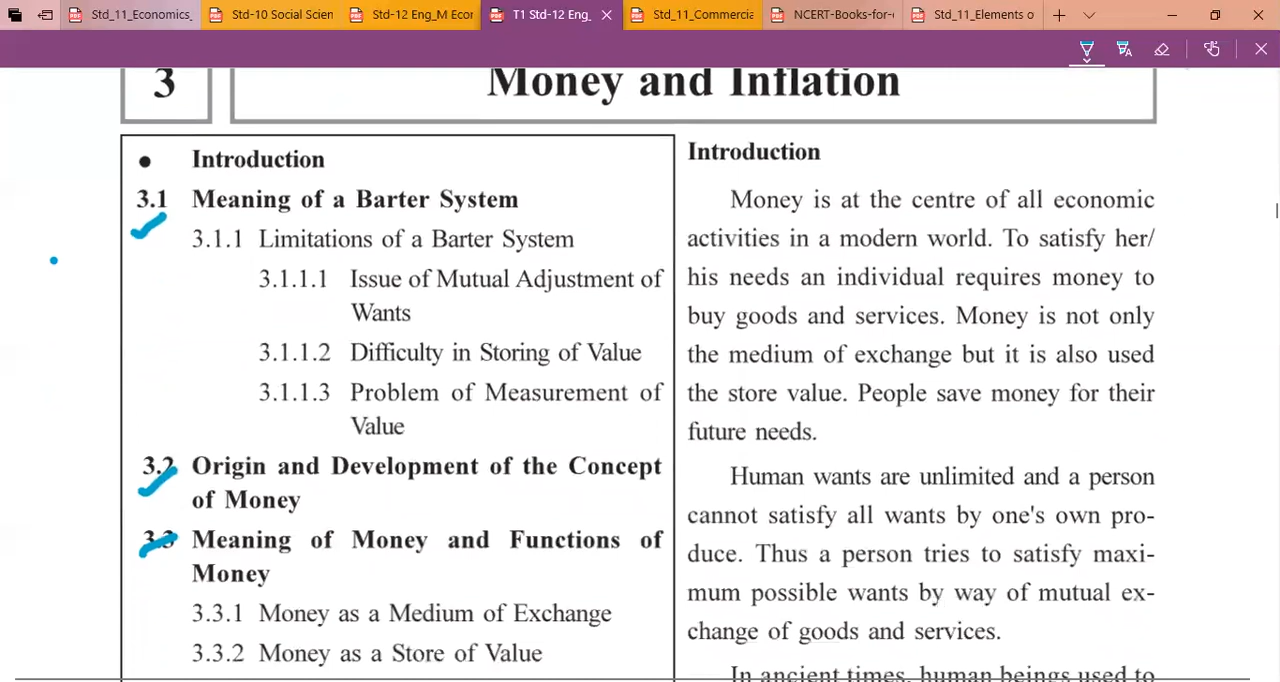 Std_11_Economics_
Std-10 Social Scien
Std-12 Eng_M Econ
T1 Std-12 Eng_
Std_11_Commercia
NCERT-Books-for-
Std_11_Elements o
3
Money and Inflation
● Introduction
3.1 Meaning of a Barter System
3.1.1 Limitations of a Barter System
3.1.1.1 Issue of Mutual Adjustment of
Wants
3.1.1.2 Difficulty in Storing of Value
3.1.1.3 Problem of Measurement of
Value
3.2 Origin and Development of the Concept
of Money
3.3 Meaning of Money and Functions of
Money
3.3.1 Money as a Medium of Exchange
3.3.2 Money as a Store of Value
Introduction
Money is at the centre of all economic
activities in a modern world. To satisfy her/
his needs an individual requires money to
buy goods and services. Money is not only
the medium of exchange but it is also used
the store value. People save money for their
future needs.
Human wants are unlimited and a person
cannot satisfy all wants by one's own pro-
duce. Thus a person tries to satisfy maxi-
mum possible wants by way of mutual ex-
change of goods and services.
In ancient times, human beings used to